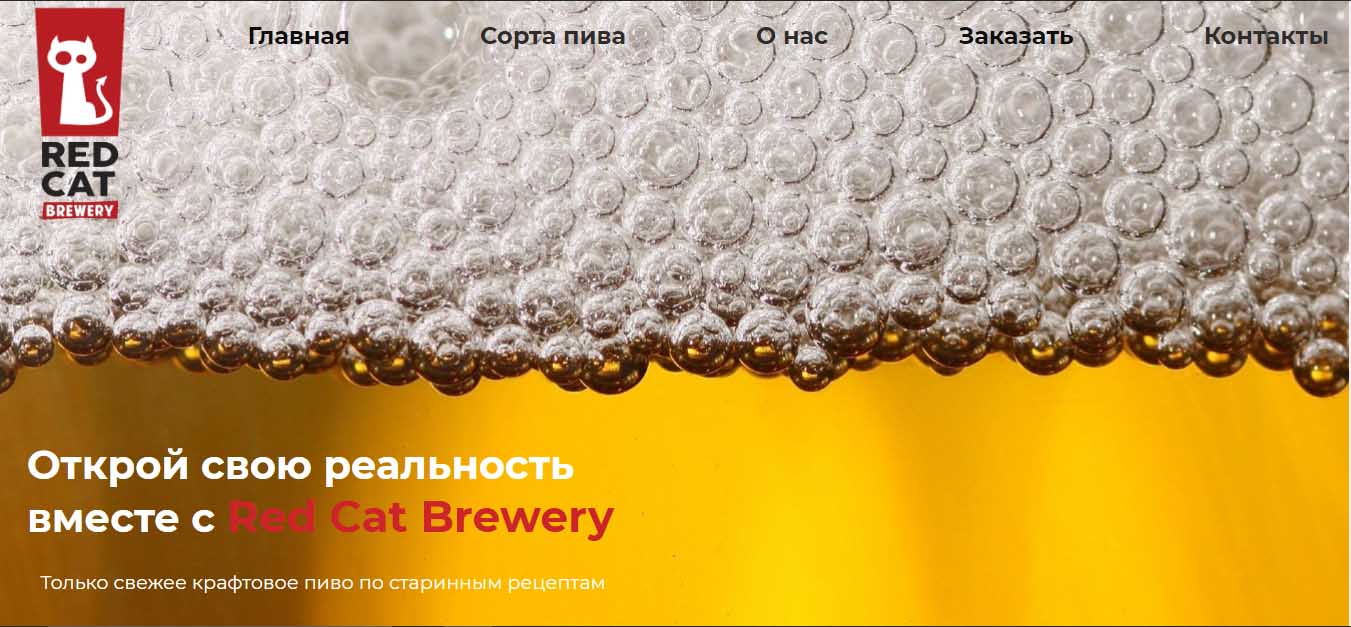 RED
CAT
BREWERY
Главная Сорта пива О нас Заказать Контакты
Открой свою реальность
вместе с Red Cat Brewery
Только свежее крафтовое пиво по старинным рецептам